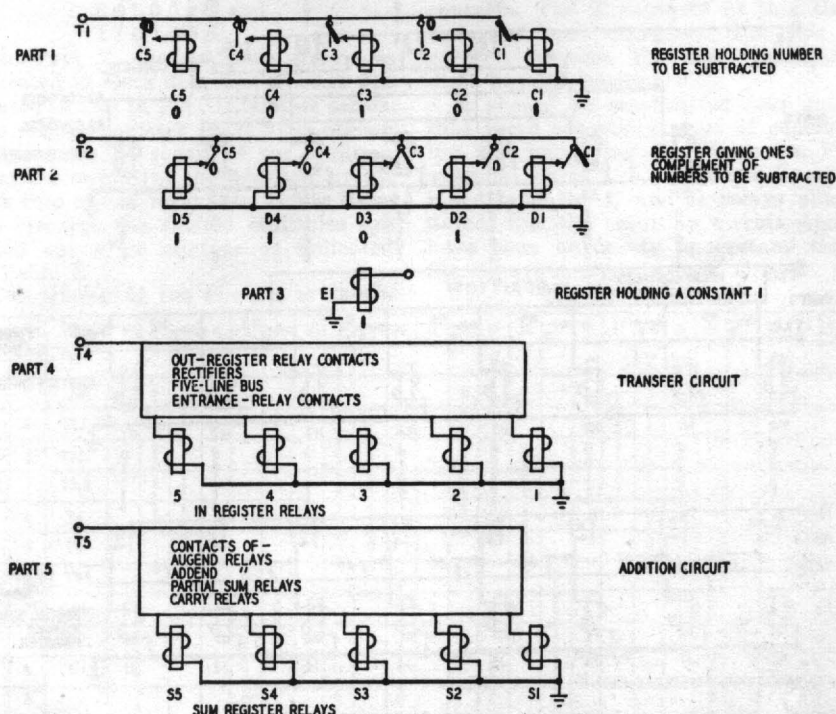 T1
PART 1
C5 C4 C3 C2 C1
0 0 0
REGISTER HOLDING NUMBER
TO BE SUBTRACTED
C5 C4 C3 C2 C1
0 0 1 0 1
T2
PART 2
C5 C4 C3 C2 C1
0 0 0
REGISTER GIVING ONES
COMPLEMENT OF
NUMBERS TO BE SUBTRACTED
D5 D4 D3 D2 D1
1 1 0 1
PART 3
E1
1
REGISTER HOLDING A CONSTANT 1
T4
PART 4
OUT-REGISTER RELAY CONTACTS
RECTIFIERS
FIVE-LINE BUS
ENTRANCE-RELAY CONTACTS
TRANSFER CIRCUIT
5 4 3 2 1
IN REGISTER RELAYS
T5
PART 5
CONTACTS OF-
AUGEND RELAYS
ADDEND "
PARTIAL SUM RELAYS
CARRY RELAYS
ADDITION CIRCUIT
S5 S4 S3 S2 S1
SUM REGISTER RELAYS